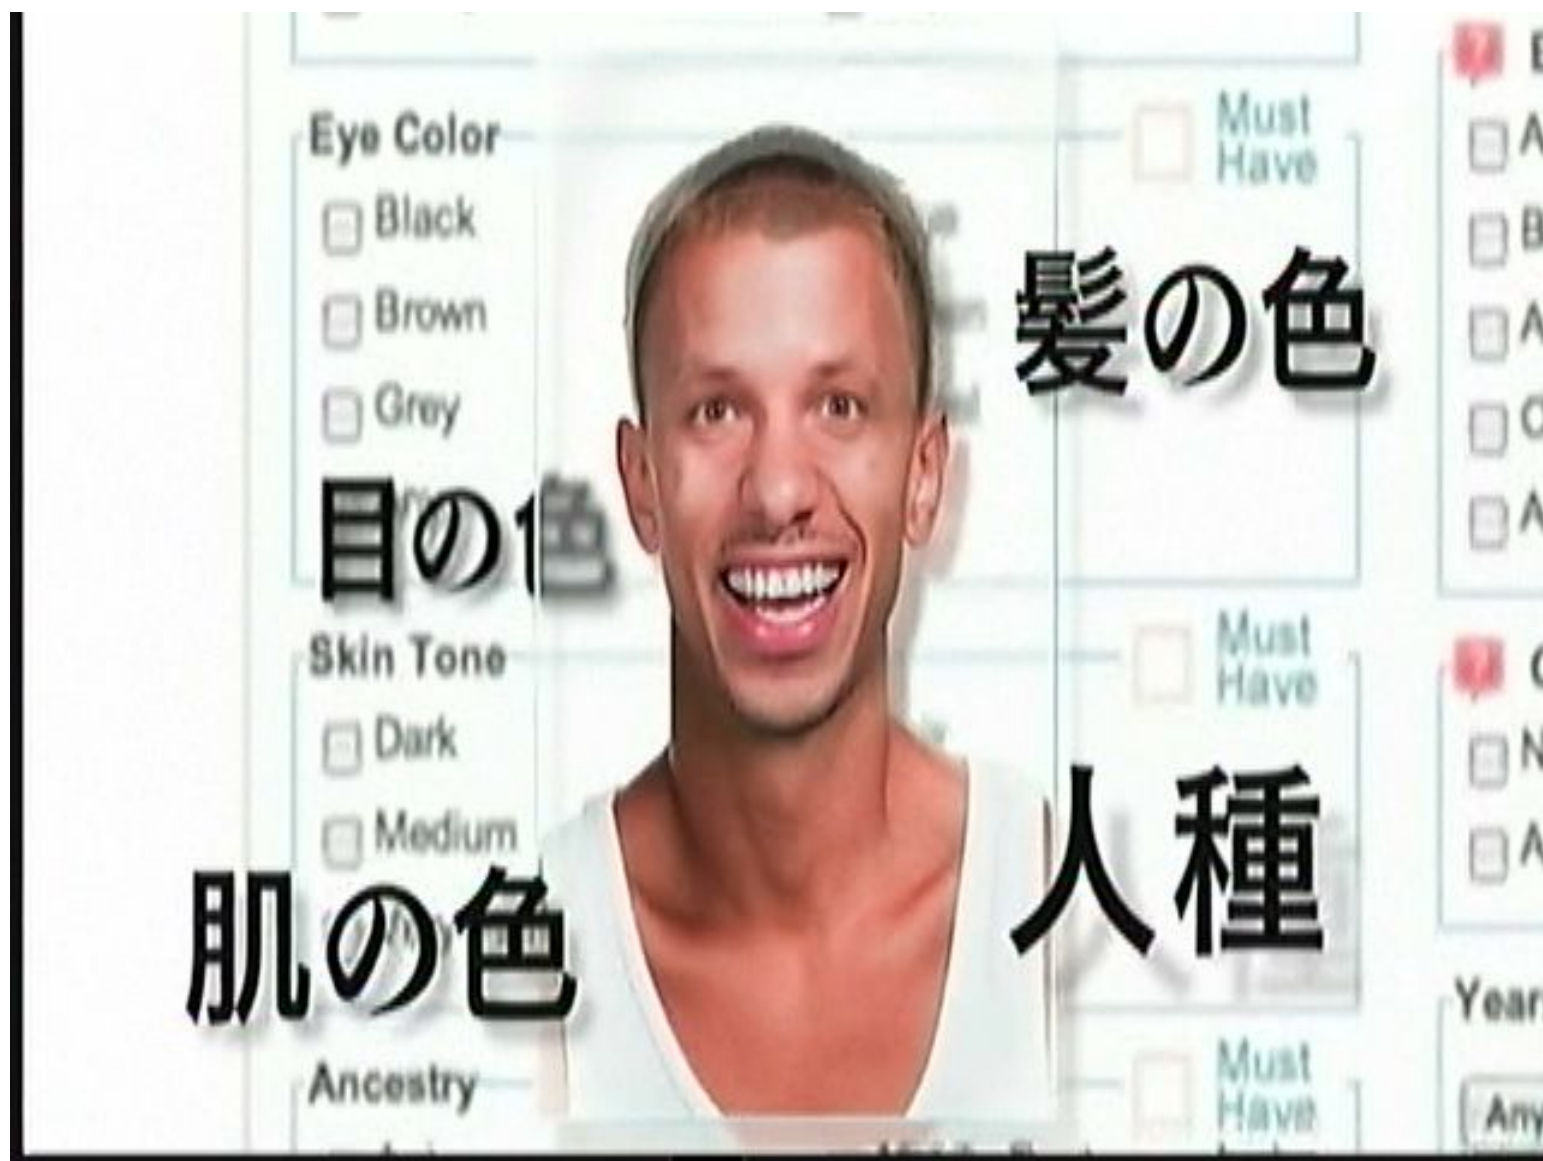 Eye Color
Must Have
Black
Brown
髪の色
Grey
目の色
Skin Tone
Must Have
Dark
Medium
人種
肌の色
Year
Ancestry
Must Have
Any